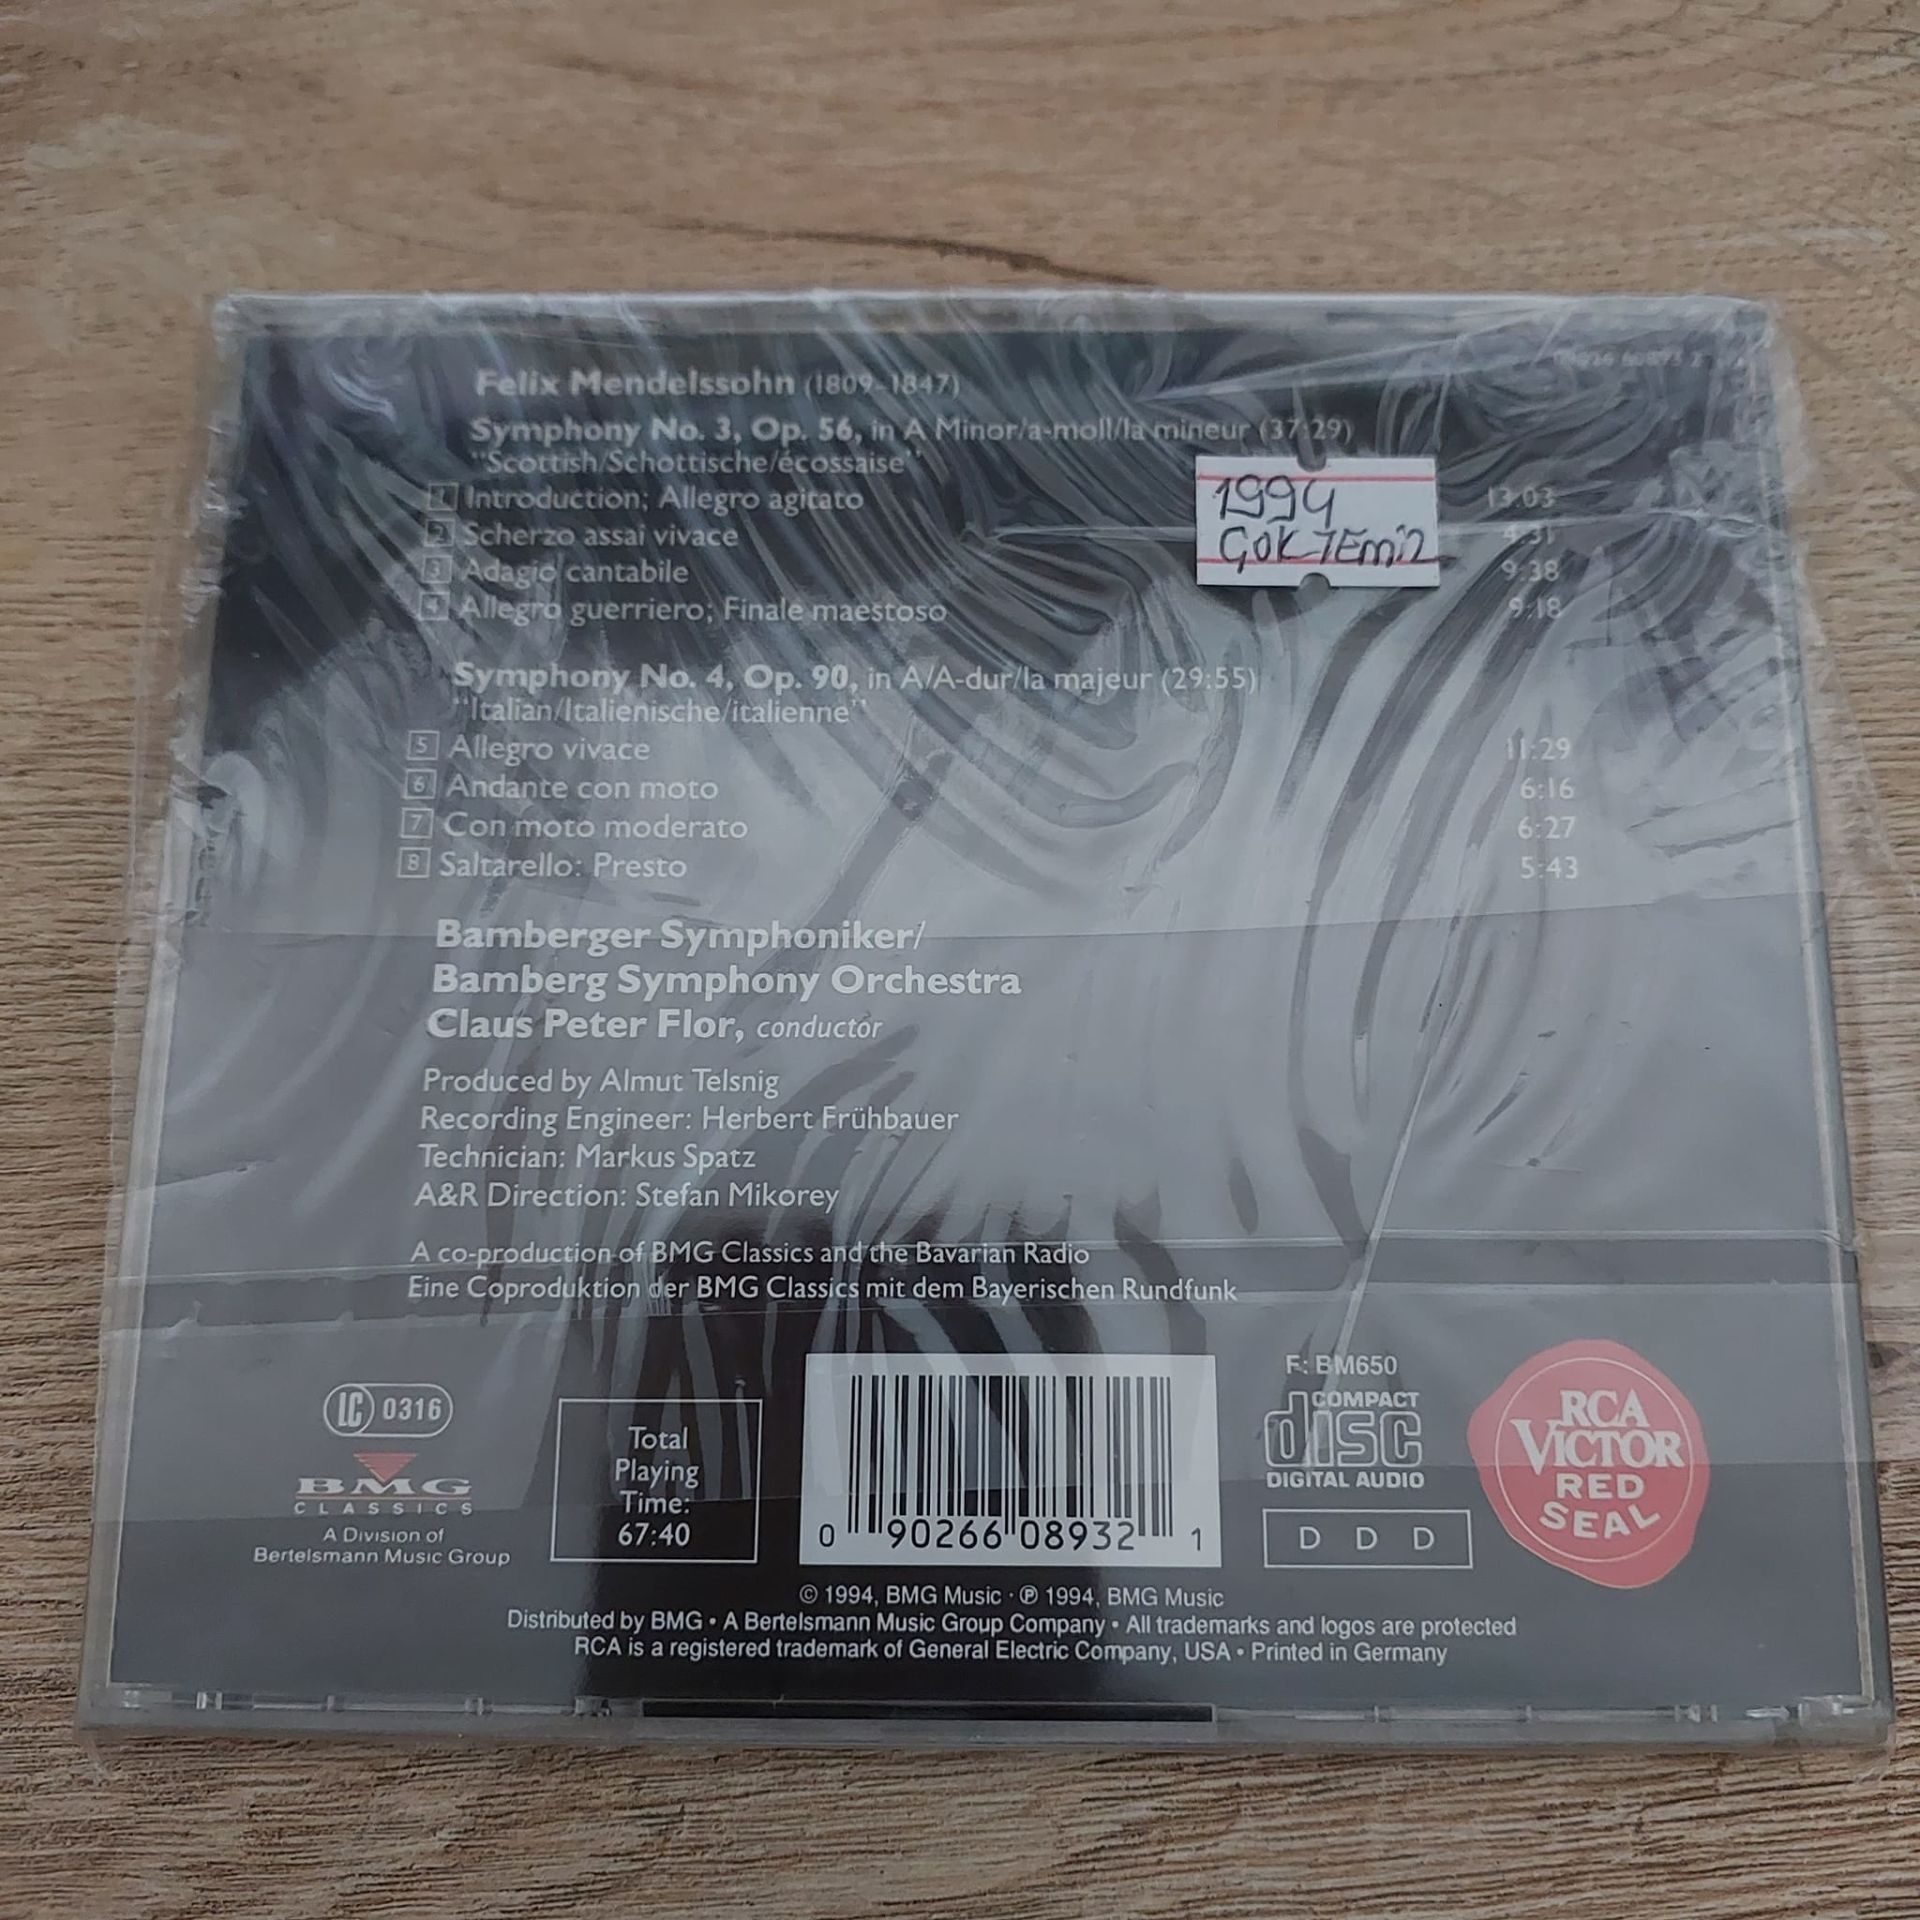 09026 60893 2
Felix Mendelssohn (1809-1847)
Symphony No. 3, Op. 56, in A Minor/a-moll/la mineur (37:29)
"Scottish/Schottische/écossaise"
1 Introduction; Allegro agitato 13:03
2 Scherzo assai vivace 4:31
3 Adagio cantabile 9:38
4 Allegro guerriero; Finale maestoso 9:18
1994
Çok Temiz
Symphony No. 4, Op. 90, in A/A-dur/la majeur (29:55)
"Italian/Italienische/italienne"
5 Allegro vivace 11:29
6 Andante con moto 6:16
7 Con moto moderato 6:27
8 Saltarello: Presto 5:43
Bamberger Symphoniker/
Bamberg Symphony Orchestra
Claus Peter Flor, conductor
Produced by Almut Telsnig
Recording Engineer: Herbert Frühbauer
Technician: Markus Spatz
A&R Direction: Stefan Mikorey
A co-production of BMG Classics and the Bavarian Radio
Eine Coproduktion der BMG Classics mit dem Bayerischen Rundfunk
LC 0316
BMG
CLASSICS
A Division of
Bertelsmann Music Group
Total
Playing
Time:
67:40
0 90266 08932 1
F: BM650
COMPACT
disc
DIGITAL AUDIO
D D D
RCA
VICTOR
RED
SEAL
© 1994, BMG Music · ℗ 1994, BMG Music
Distributed by BMG • A Bertelsmann Music Group Company • All trademarks and logos are protected
RCA is a registered trademark of General Electric Company, USA • Printed in Germany